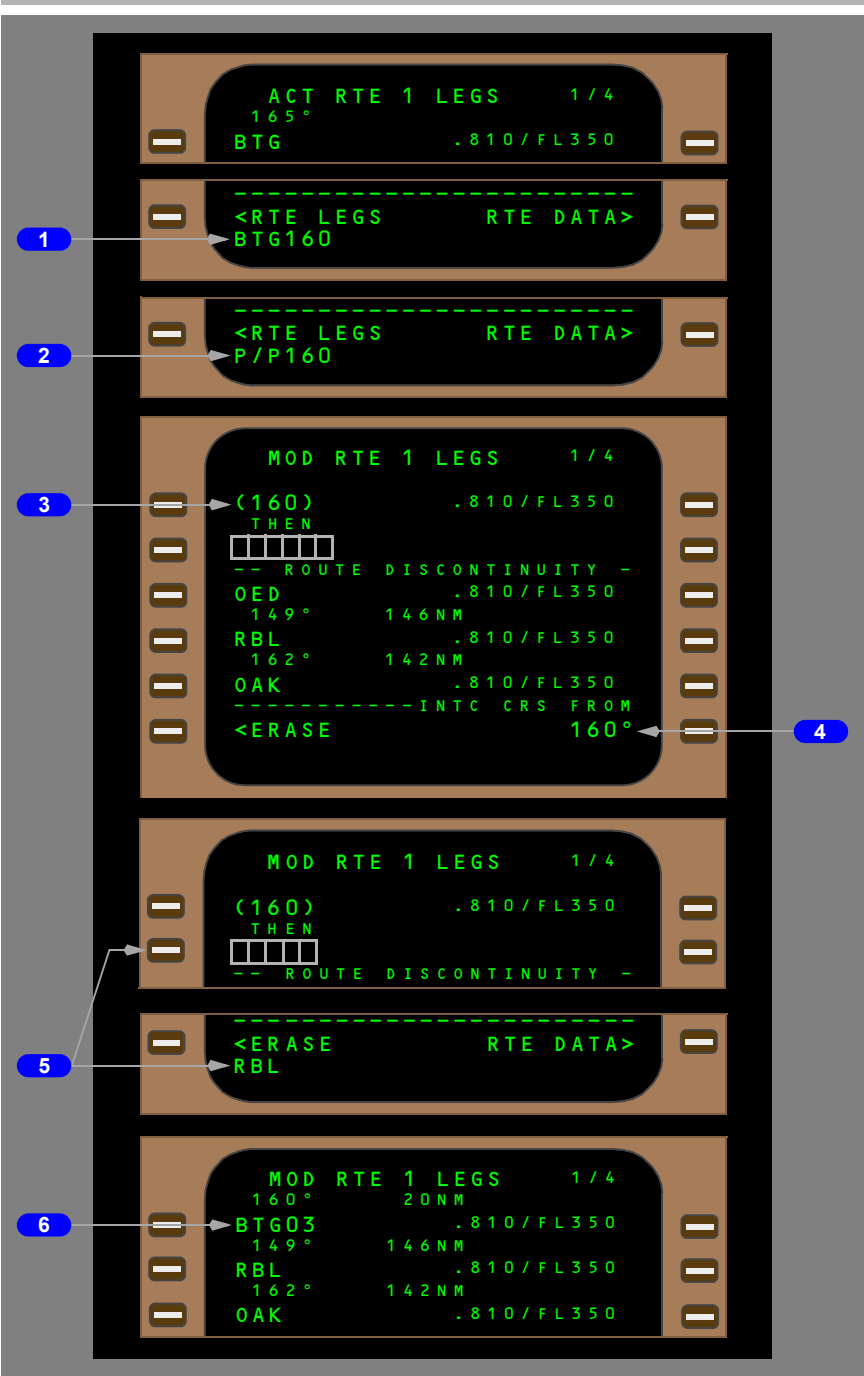 ACT RTE 1 LEGS 1/4
165°
BTG .810/FL350
------------------------
<RTE LEGS RTE DATA>
1 BTG160
------------------------
<RTE LEGS RTE DATA>
2 P/P160
MOD RTE 1 LEGS 1/4
3 (160) .810/FL350
THEN
-- ROUTE DISCONTINUITY -
OED .810/FL350
149° 146NM
RBL .810/FL350
162° 142NM
OAK .810/FL350
-----------INTC CRS FROM
<ERASE 160° 4
MOD RTE 1 LEGS 1/4
(160) .810/FL350
THEN
-- ROUTE DISCONTINUITY -
------------------------
<ERASE RTE DATA>
5 RBL
MOD RTE 1 LEGS 1/4
160° 20NM
6 BTG03 .810/FL350
149° 146NM
RBL .810/FL350
162° 142NM
OAK .810/FL350